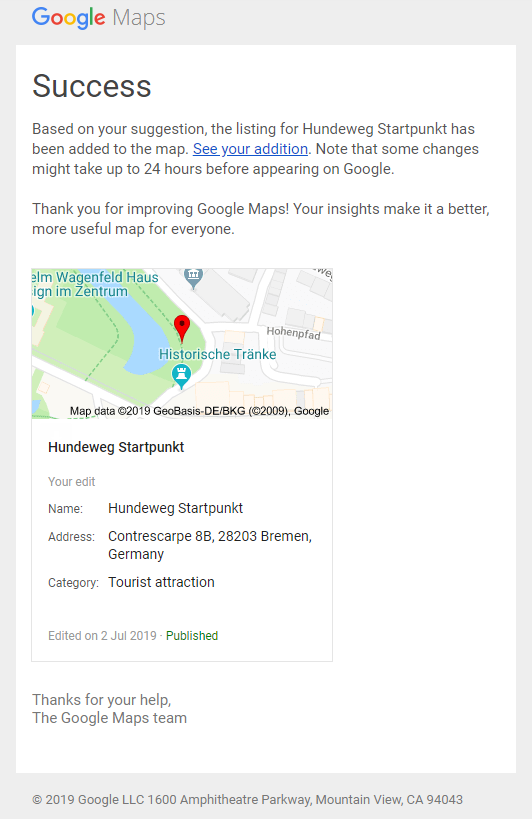 Google Maps
Success
Based on your suggestion, the listing for Hundeweg Startpunkt has
been added to the map. See your addition. Note that some changes
might take up to 24 hours before appearing on Google.
Thank you for improving Google Maps! Your insights make it a better,
more useful map for everyone.
elm Wagenfeld Haus
sign im Zentrum
Hohenpfad
Historische Tränke
Map data ©2019 GeoBasis-DE/BKG (©2009), Google
Hundeweg Startpunkt
Your edit
Name: Hundeweg Startpunkt
Address: Contrescarpe 8B, 28203 Bremen,
Germany
Category: Tourist attraction
Edited on 2 Jul 2019 · Published
Thanks for your help,
The Google Maps team
© 2019 Google LLC 1600 Amphitheatre Parkway, Mountain View, CA 94043